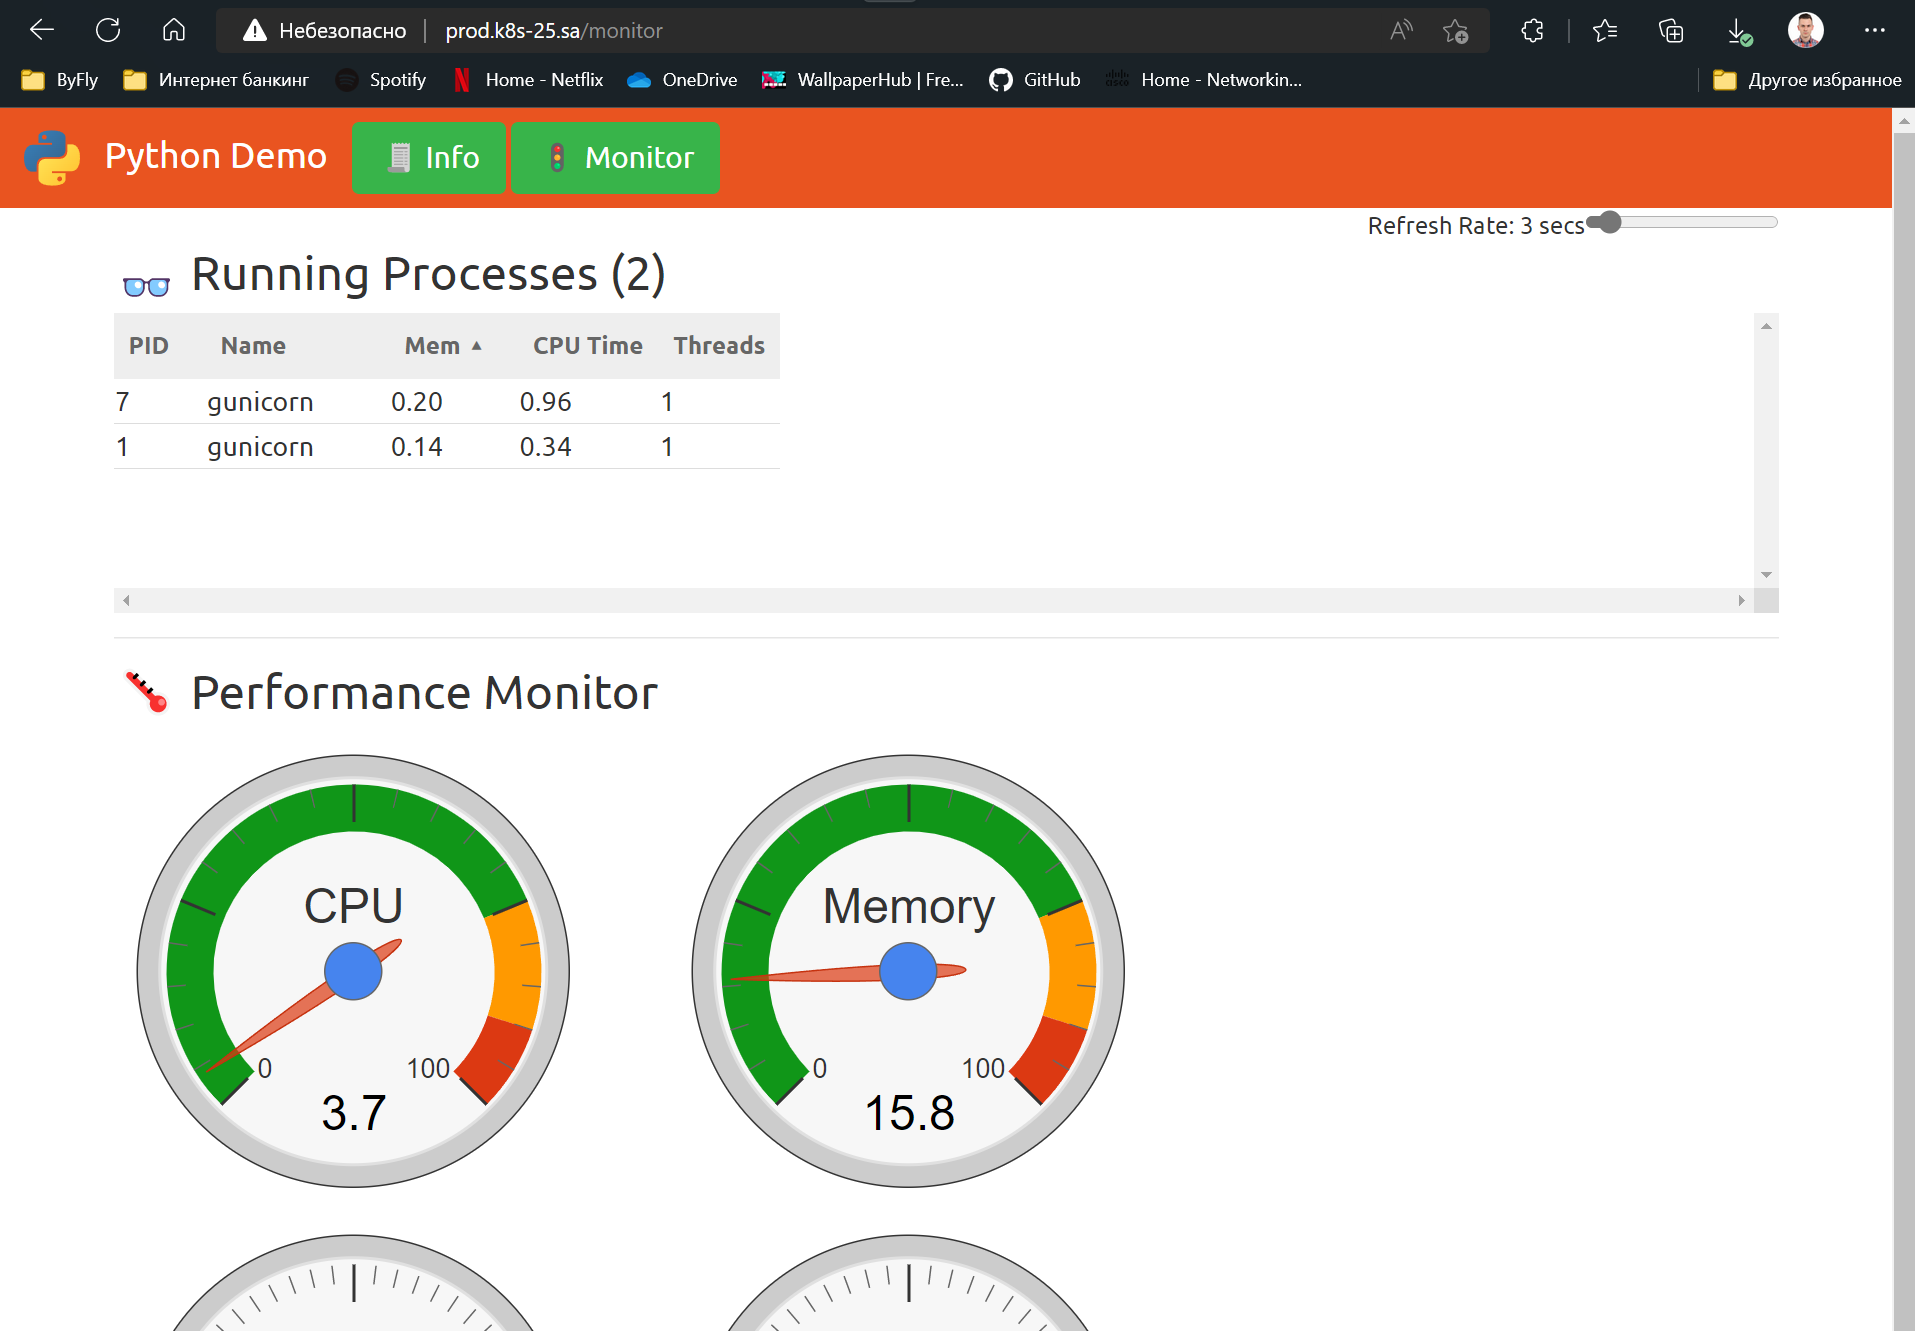 Небезопасно | prod.k8s-25.sa/monitor
ByFly Интернет банкинг Spotify Home - Netflix OneDrive WallpaperHub | Fre... GitHub Home - Networkin... Другое избранное
Python Demo Info Monitor
Refresh Rate: 3 secs
Running Processes (2)
PID Name Mem ▲ CPU Time Threads
7 gunicorn 0.20 0.96 1
1 gunicorn 0.14 0.34 1
Performance Monitor
CPU
0 100
3.7
Memory
0 100
15.8